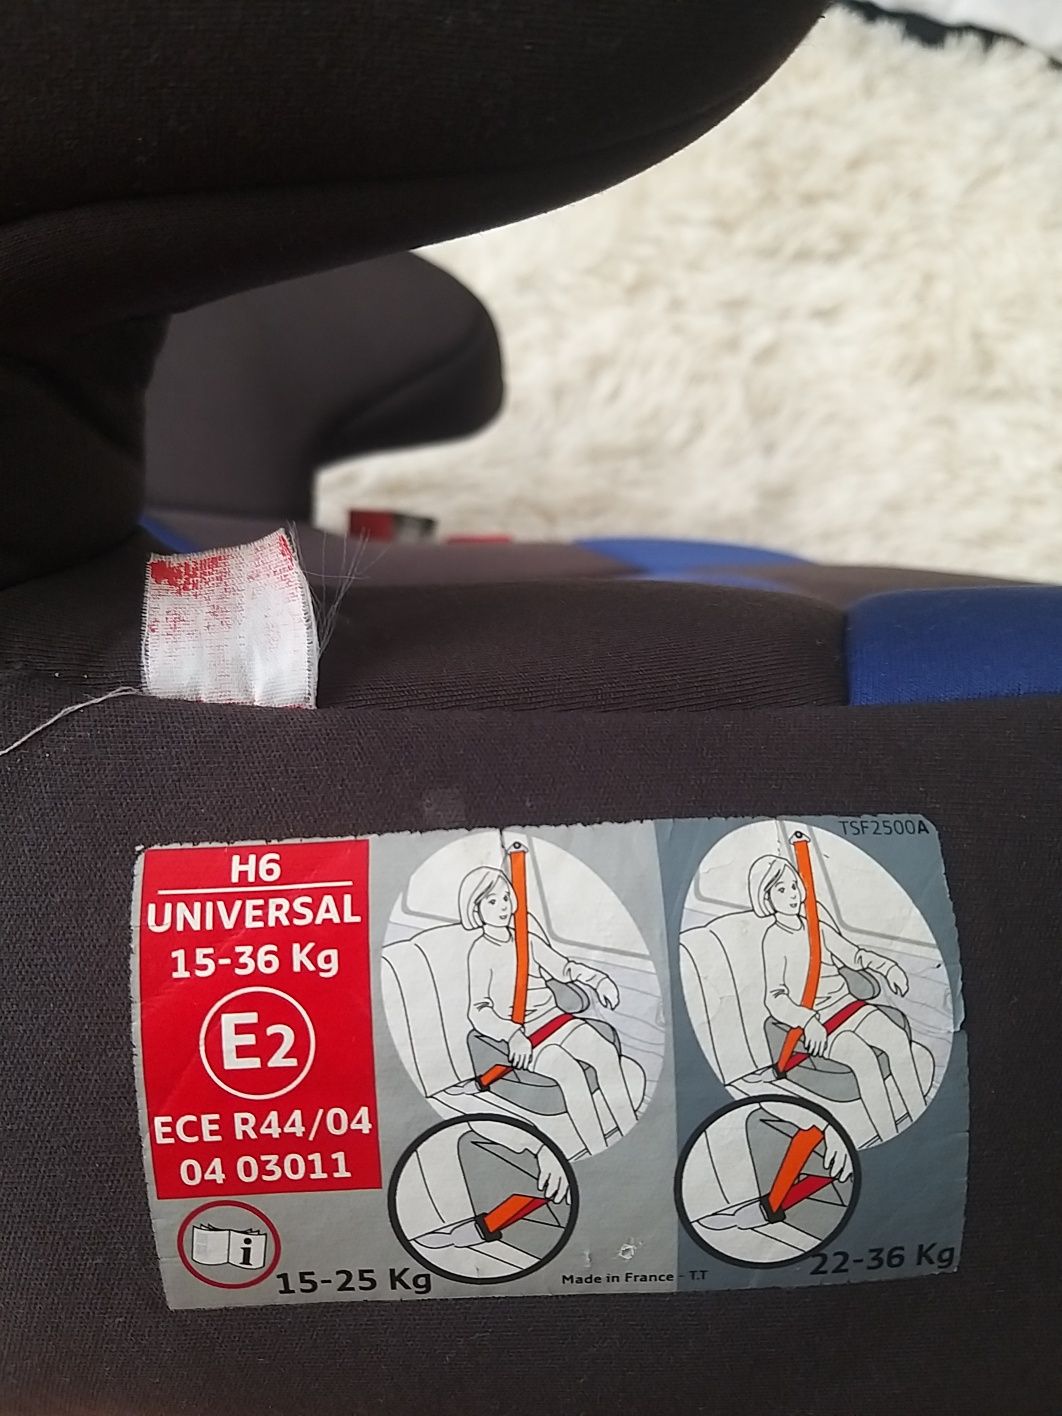 H6
UNIVERSAL
15-36 Kg
E2
ECE R44/04
04 03011
i
15-25 Kg
Made in France - T.T
TSF2500A
22-36 Kg